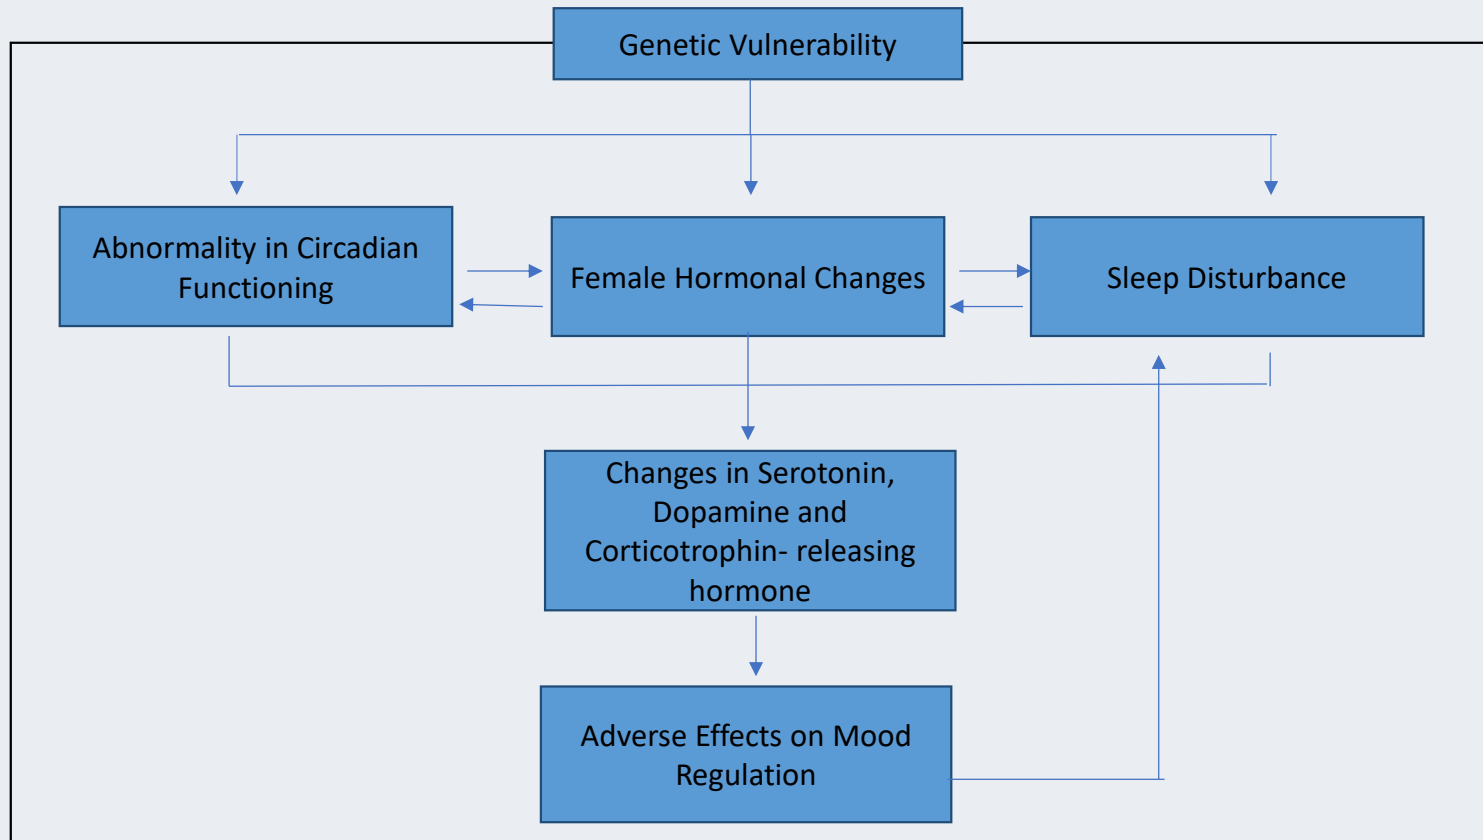 Genetic Vulnerability
Abnormality in Circadian
Functioning
Female Hormonal Changes
Sleep Disturbance
Changes in Serotonin,
Dopamine and
Corticotrophin- releasing
hormone
Adverse Effects on Mood
Regulation